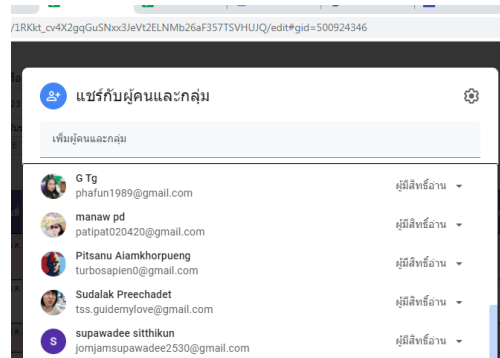 /1RKkt_cv4X2gqGuSNxx3JeVt2ELNMb26aF357TSVHUJQ/edit#gid=500924346
แชร์กับผู้คนและกลุ่ม
เพิ่มผู้คนและกลุ่ม
G Tg
phafun1989@gmail.com
ผู้มีสิทธิ์อ่าน
manaw pd
patipat020420@gmail.com
ผู้มีสิทธิ์อ่าน
Pitsanu Aiamkhorpueng
turbosapien0@gmail.com
ผู้มีสิทธิ์อ่าน
Sudalak Preechadet
tss.guidemylove@gmail.com
ผู้มีสิทธิ์อ่าน
S
supawadee sitthikun
jomjamsupawadee2530@gmail.com
ผู้มีสิทธิ์อ่าน